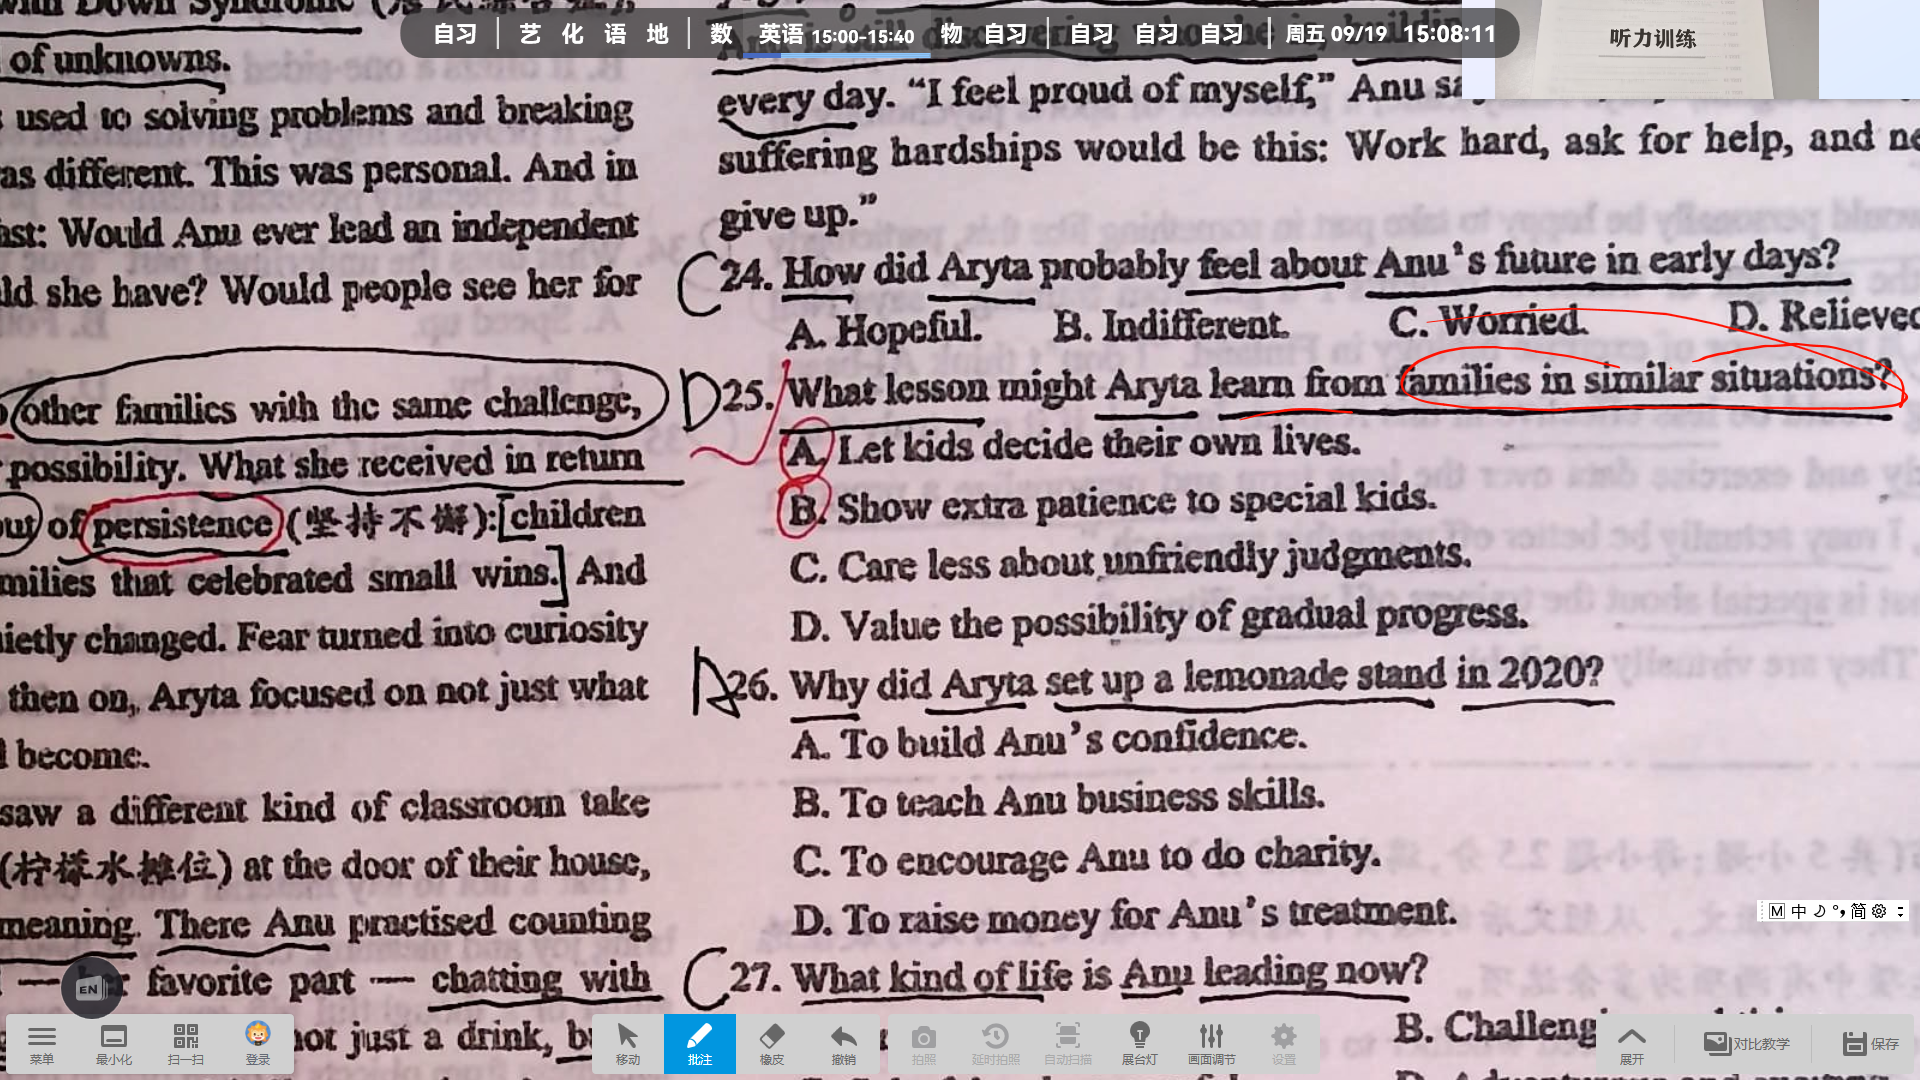 自习 艺 化 语 地 数 英语 15:00-15:40 物 自习 自习 自习 自习 周五 09/19 15:08:11
听力训练
of unknowns.
used to solving problems and breaking
as different. This was personal. And in
Would Anu ever lead an independent
she have? Would people see her for
other families with the same challenge,
possibility. What she received in return
of persistence (坚持不懈):[children
that celebrated small wins.] And
changed. Fear turned into curiosity
then on, Aryta focused on not just what
become.
saw a different kind of classroom take
(柠檬水摊位) at the door of their house,
meaning. There Anu practised counting
— her favorite part — chatting with
not just a drink,
every day. “I feel proud of myself,” Anu
suffering hardships would be this: Work hard, ask for help, and
give up.”
C 24. How did Aryta probably feel about Anu’s future in early days?
A. Hopeful. B. Indifferent. C. Worried. D. Relieved
D 25. What lesson might Aryta learn from families in similar situations?
A. Let kids decide their own lives.
B. Show extra patience to special kids.
C. Care less about unfriendly judgments.
D. Value the possibility of gradual progress.
A 26. Why did Aryta set up a lemonade stand in 2020?
A. To build Anu’s confidence.
B. To teach Anu business skills.
C. To encourage Anu to do charity.
D. To raise money for Anu’s treatment.
C 27. What kind of life is Anu leading now?
B.
M 中 简
EN
菜单 最小化 扫一扫 登录 移动 批注 橡皮 撤销 拍照 延时拍照 自动扫描 展台灯 画面调节 设置 展开 对比教学 保存